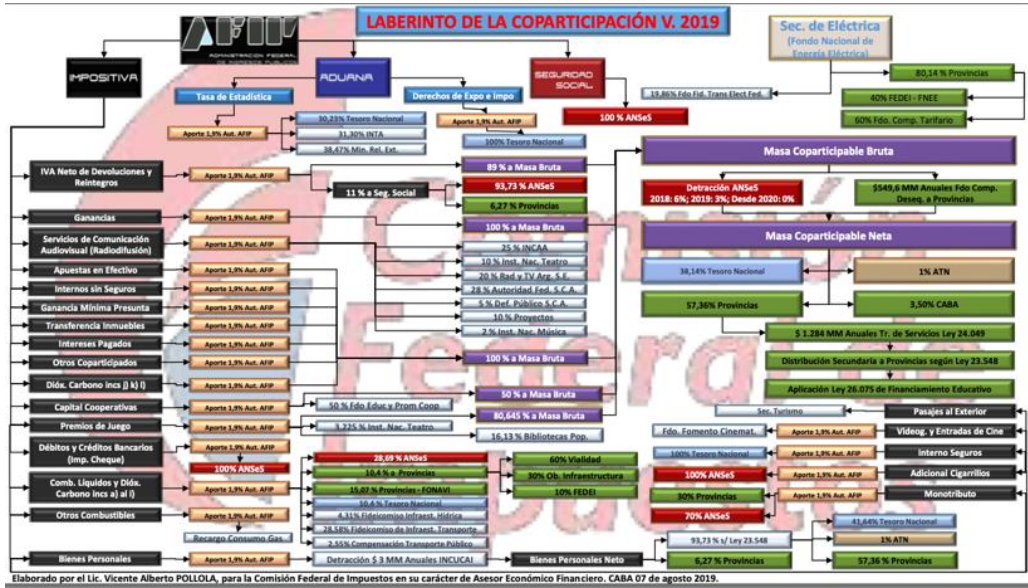 LABERINTO DE LA COPARTICIPACIÓN V. 2019
AFIP
ADMINISTRACION FEDERAL
DE INGRESOS PUBLICOS
Sec. de Eléctrica
(Fondo Nacional de
Energía Eléctrica)
IMPOSITIVA
ADUANA
SEGURIDAD
SOCIAL
80,14 % Provincias
Tasa de Estadística
Derechos de Expo e Impo
19,86% Fdo Fid. Trans Elect Fed.
40% FEDEI - FNEE
100 % ANSeS
60% Fdo. Comp. Tarifario
Aporte 1,9% Aut. AFIP
30,23% Tesoro Nacional
31,30% INTA
38,47% Min. Rel. Ext.
Aporte 1,9% Aut. AFIP
100% Tesoro Nacional
Masa Coparticipable Bruta
IVA Neto de Devoluciones y
Reintegros
Aporte 1,9% Aut. AFIP
89 % a Masa Bruta
11 % a Seg. Social
93,73 % ANSeS
6,27 % Provincias
Detracción ANSeS
2018: 6%; 2019: 3%; Desde 2020: 0%
$549,6 MM Anuales Fdo Comp.
Deseq. a Provincias
Ganancias
Aporte 1,9% Aut. AFIP
100 % a Masa Bruta
Masa Coparticipable Neta
Servicios de Comunicación
Audiovisual (Radiodifusión)
Aporte 1,9% Aut. AFIP
25 % INCAA
10 % Inst. Nac. Teatro
20 % Rad y TV Arg. S.E.
28 % Autoridad Fed. S.C.A.
5 % Def. Público S.C.A.
10 % Proyectos
2 % Inst. Nac. Música
38,14% Tesoro Nacional
1% ATN
57,36% Provincias
3,50% CABA
Apuestas en Efectivo
Aporte 1,9% Aut. AFIP
Internos sin Seguros
Aporte 1,9% Aut. AFIP
Ganancia Mínima Presunta
Aporte 1,9% Aut. AFIP
Transferencia Inmuebles
Aporte 1,9% Aut. AFIP
$ 1.284 MM Anuales Tr. de Servicios Ley 24.049
Intereses Pagados
Aporte 1,9% Aut. AFIP
Otros Coparticipados
Aporte 1,9% Aut. AFIP
100 % a Masa Bruta
Distribución Secundaria a Provincias según Ley 23.548
Dióx. Carbono incs j) k) l)
Aporte 1,9% Aut. AFIP
Aplicación Ley 26.075 de Financiamiento Educativo
Capital Cooperativas
Aporte 1,9% Aut. AFIP
50 % Fdo Educ y Prom Coop
50 % a Masa Bruta
Premios de Juego
Aporte 1,9% Aut. AFIP
3,225 % Inst. Nac. Teatro
80,645 % a Masa Bruta
16,13 % Bibliotecas Pop.
Sec. Turismo
Pasajes al Exterior
Fdo. Fomento Cinemat.
Aporte 1,9% Aut. AFIP
Videog. y Entradas de Cine
Débitos y Créditos Bancarios
(Imp. Cheque)
Aporte 1,9% Aut. AFIP
100% ANSeS
100% Tesoro Nacional
Aporte 1,9% Aut. AFIP
Interno Seguros
Comb. Líquidos y Dióx.
Carbono incs a) al i)
Aporte 1,9% Aut. AFIP
28,69 % ANSeS
10,4 % a Provincias
15,07 % Provincias - FONAVI
50,6 % Tesoro Nacional
4,31% Fideicomiso Infraest. Hídrica
28,58% Fideicomiso de Infraest. Transporte
2,55% Compensación Transporte Público
60% Vialidad
30% Ob. Infraestructura
10% FEDEI
100% ANSeS
Aporte 1,9% Aut. AFIP
Adicional Cigarrillos
30% Provincias
70% ANSeS
Aporte 1,9% Aut. AFIP
Monotributo
Otros Combustibles
Aporte 1,9% Aut. AFIP
Recargo Consumo Gas
Bienes Personales
Aporte 1,9% Aut. AFIP
Detracción $ 3 MM Anuales INCUCAI
Bienes Personales Neto
93,73 % s/ Ley 23.548
6,27 % Provincias
41,64% Tesoro Nacional
1% ATN
57,36 % Provincias
Comisión
Federal de
Impuestos
Elaborado por el Lic. Vicente Alberto POLLOLA, para la Comisión Federal de Impuestos en su carácter de Asesor Económico Financiero. CABA 07 de agosto 2019.